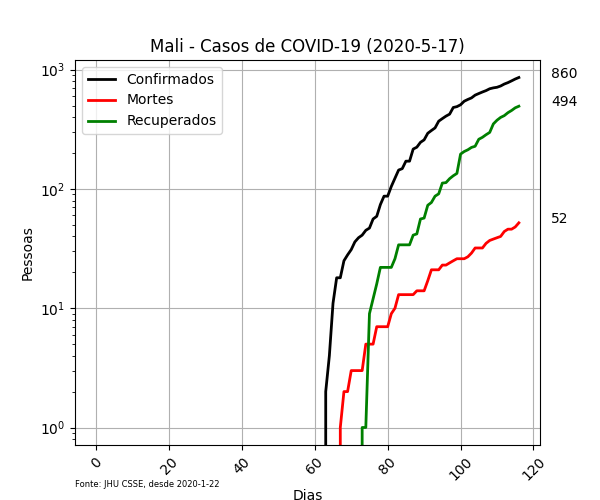 Mali - Casos de COVID-19 (2020-5-17)
Confirmados
Mortes
Recuperados
860
494
52
10³
10²
10¹
10⁰
Pessoas
0 20 40 60 80 100 120
Fonte: JHU CSSE, desde 2020-1-22
Dias